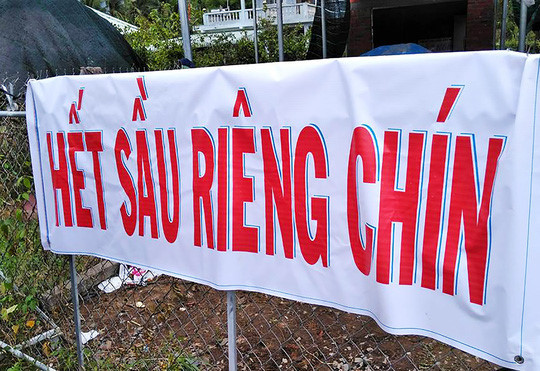 HẾT SẦU RIÊNG CHÍN